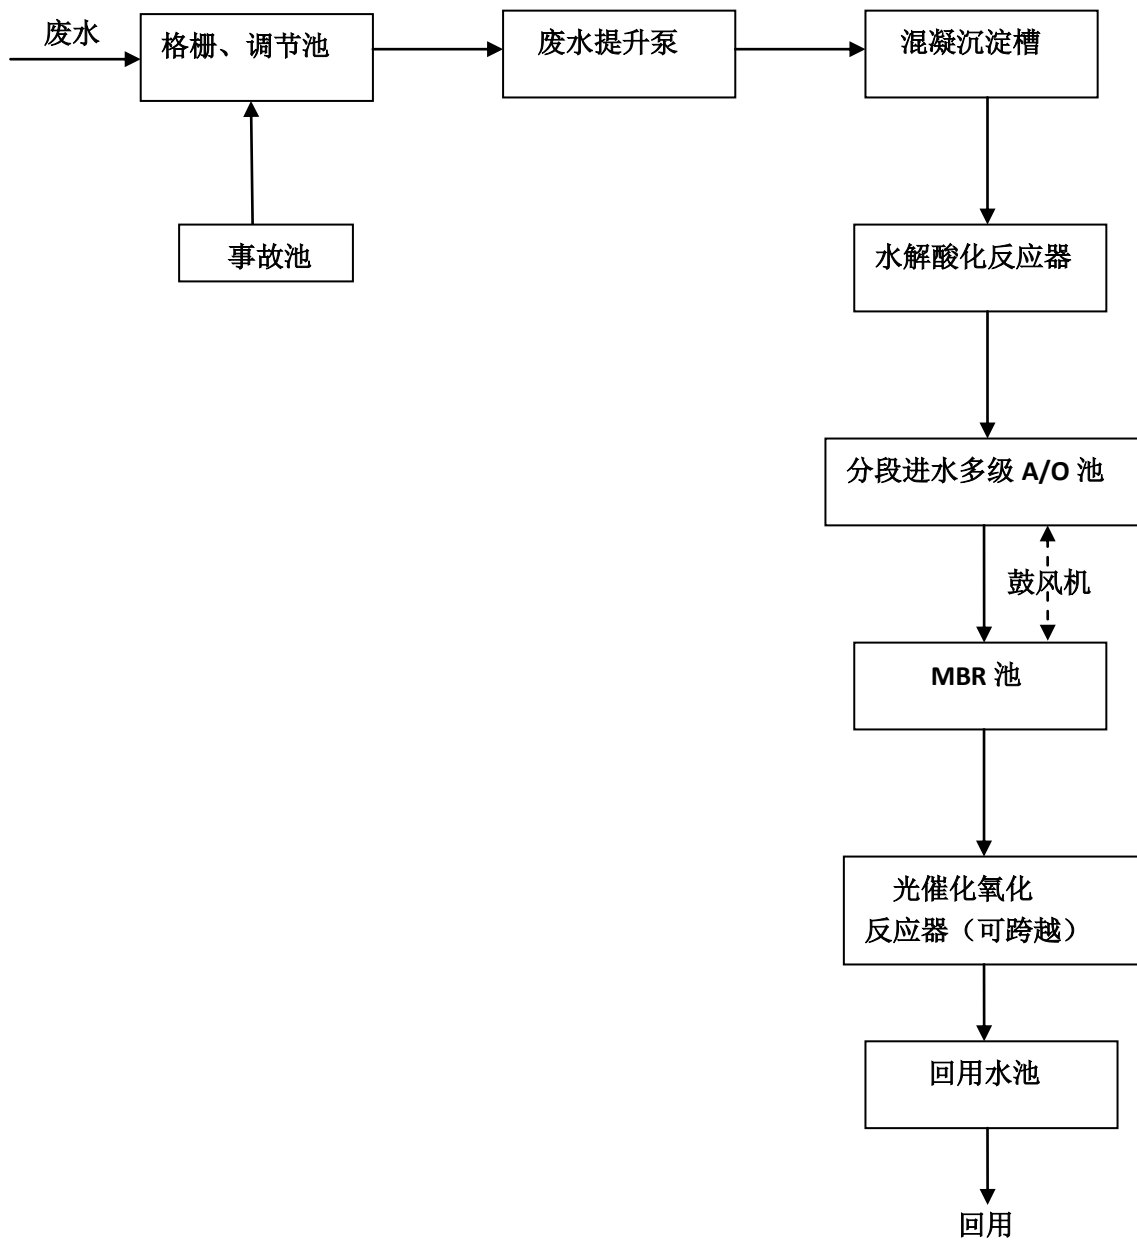 废水
格栅、调节池
废水提升泵
混凝沉淀槽
事故池
水解酸化反应器
分段进水多级 A/O 池
鼓风机
MBR 池
光催化氧化
反应器（可跨越）
回用水池
回用